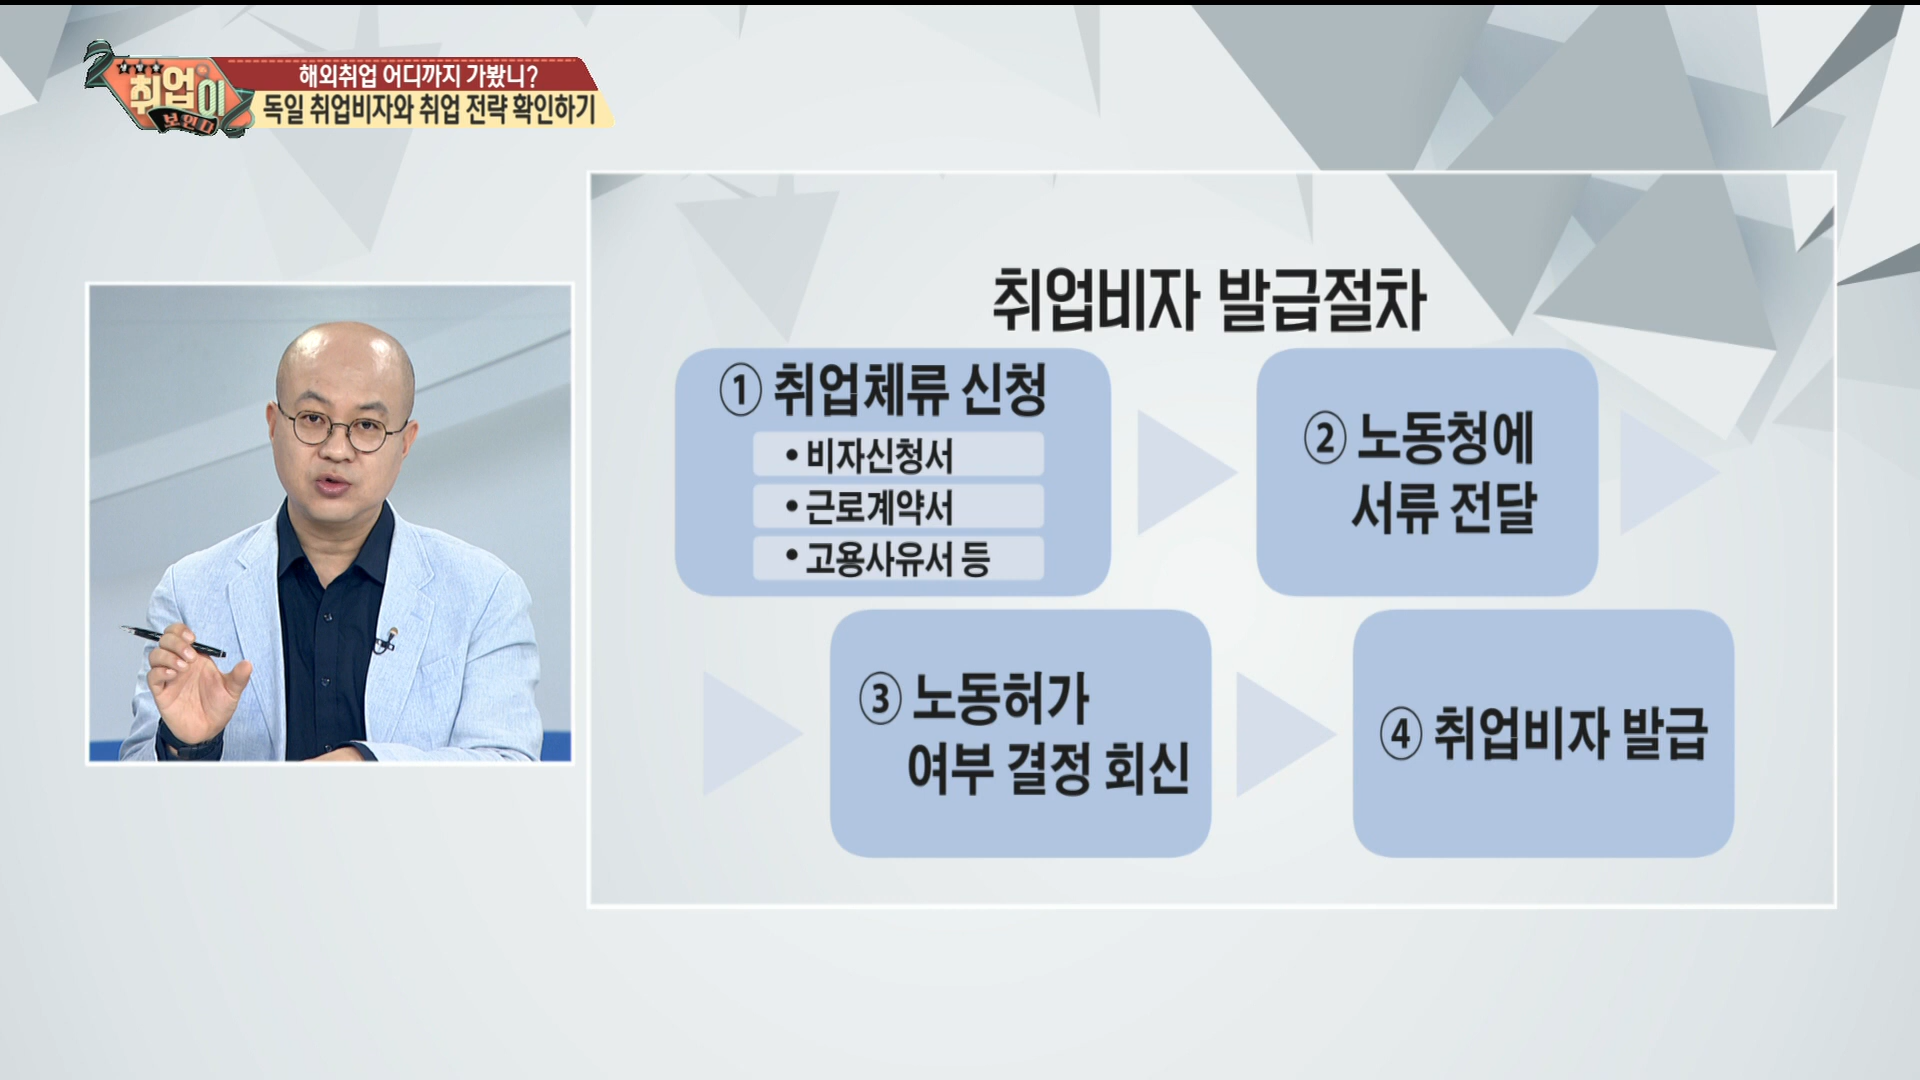 취업이
보인다
해외취업 어디까지 가봤니?
독일 취업비자와 취업 전략 확인하기
취업비자 발급절차
① 취업체류 신청
• 비자신청서
• 근로계약서
• 고용사유서 등
② 노동청에
서류 전달
③ 노동허가
여부 결정 회신
④ 취업비자 발급